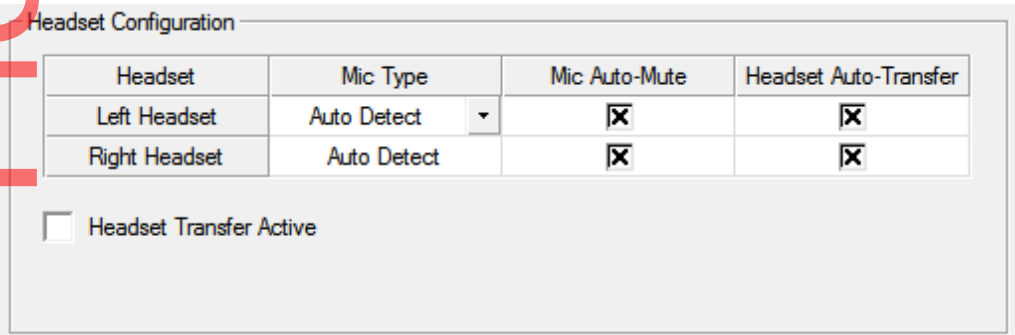 Headset Configuration
Headset Mic Type Mic Auto-Mute Headset Auto-Transfer
Left Headset Auto Detect
Right Headset Auto Detect
Headset Transfer Active